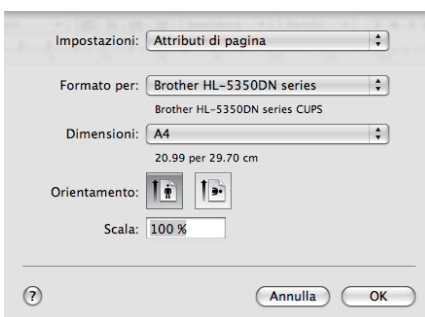 Impostazioni: Attributi di pagina
Formato per: Brother HL-5350DN series
Brother HL-5350DN series CUPS
Dimensioni: A4
20.99 per 29.70 cm
Orientamento:
Scala: 100 %
? Annulla OK